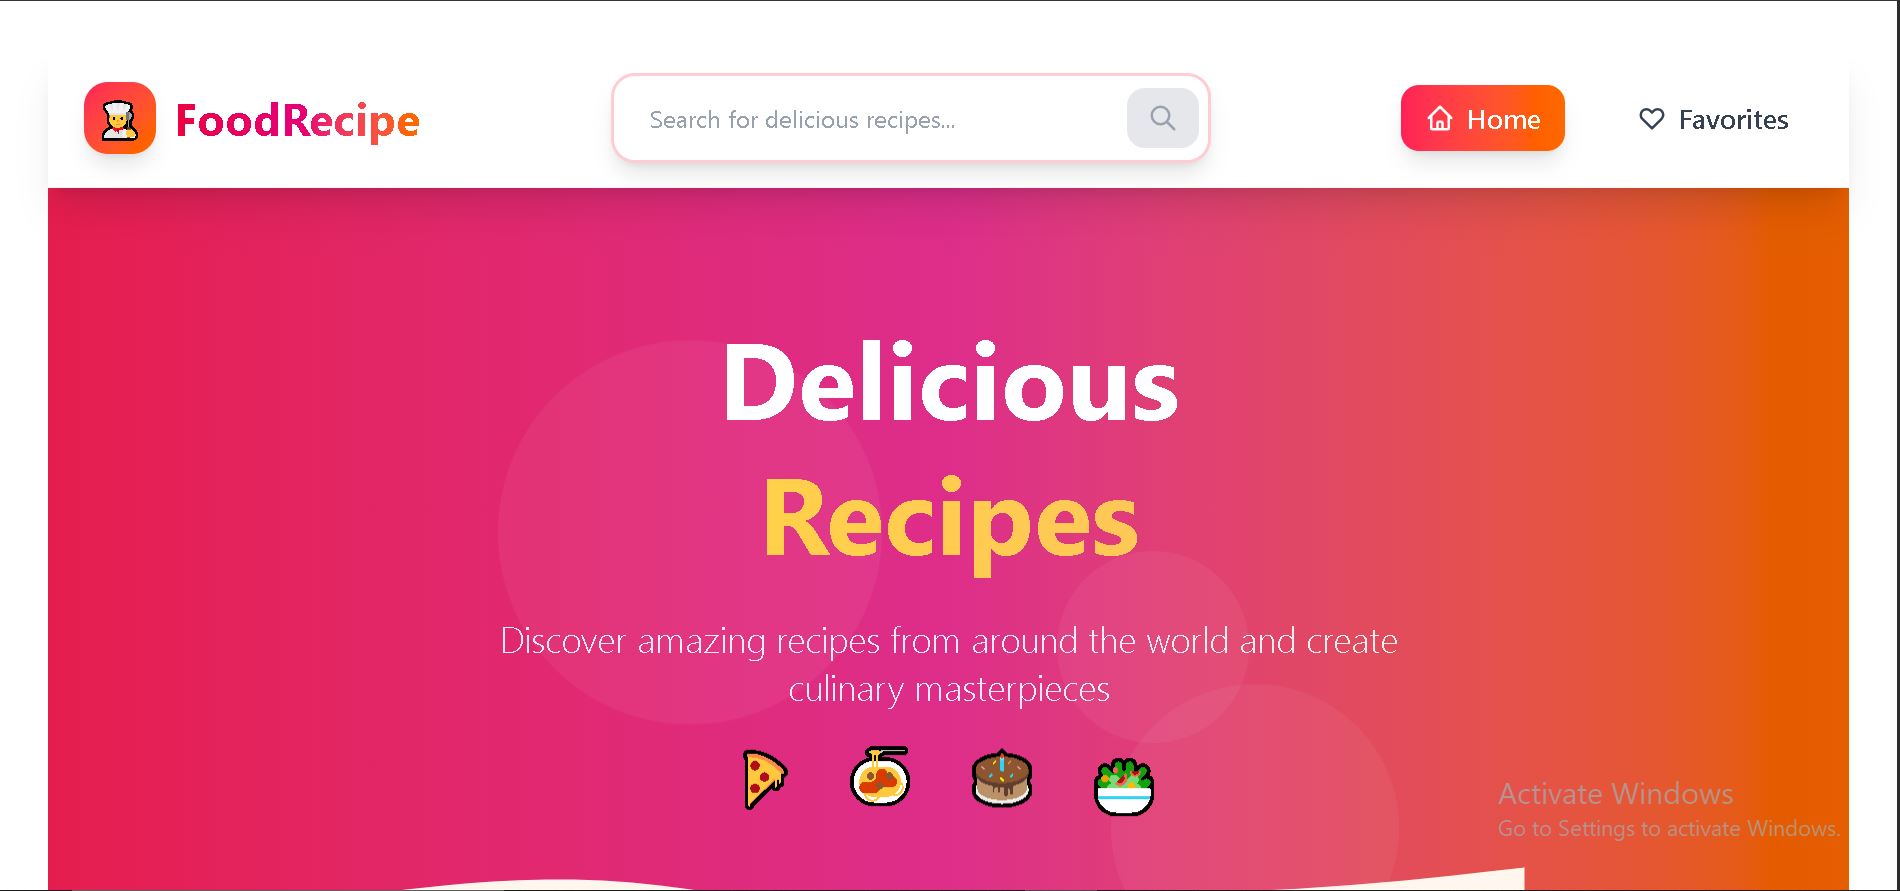 FoodRecipe
Search for delicious recipes...
Home
Favorites
Delicious
Recipes
Discover amazing recipes from around the world and create
culinary masterpieces
Activate Windows
Go to Settings to activate Windows.